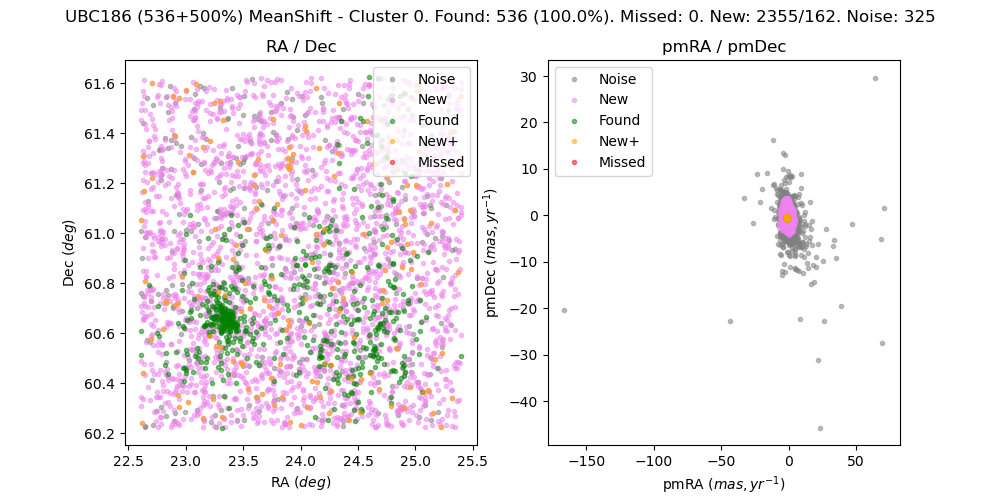 UBC186 (536+500%) MeanShift - Cluster 0. Found: 536 (100.0%). Missed: 0. New: 2355/162. Noise: 325
RA / Dec
Dec (deg)
61.6
61.4
61.2
61.0
60.8
60.6
60.4
60.2
Noise
New
Found
New+
Missed
22.5
23.0
23.5
24.0
24.5
25.0
25.5
RA (deg)
pmRA / pmDec
pmDec (mas, yr⁻¹)
30
20
10
0
−10
−20
−30
−40
Noise
New
Found
New+
Missed
−150
−100
−50
0
50
pmRA (mas, yr⁻¹)